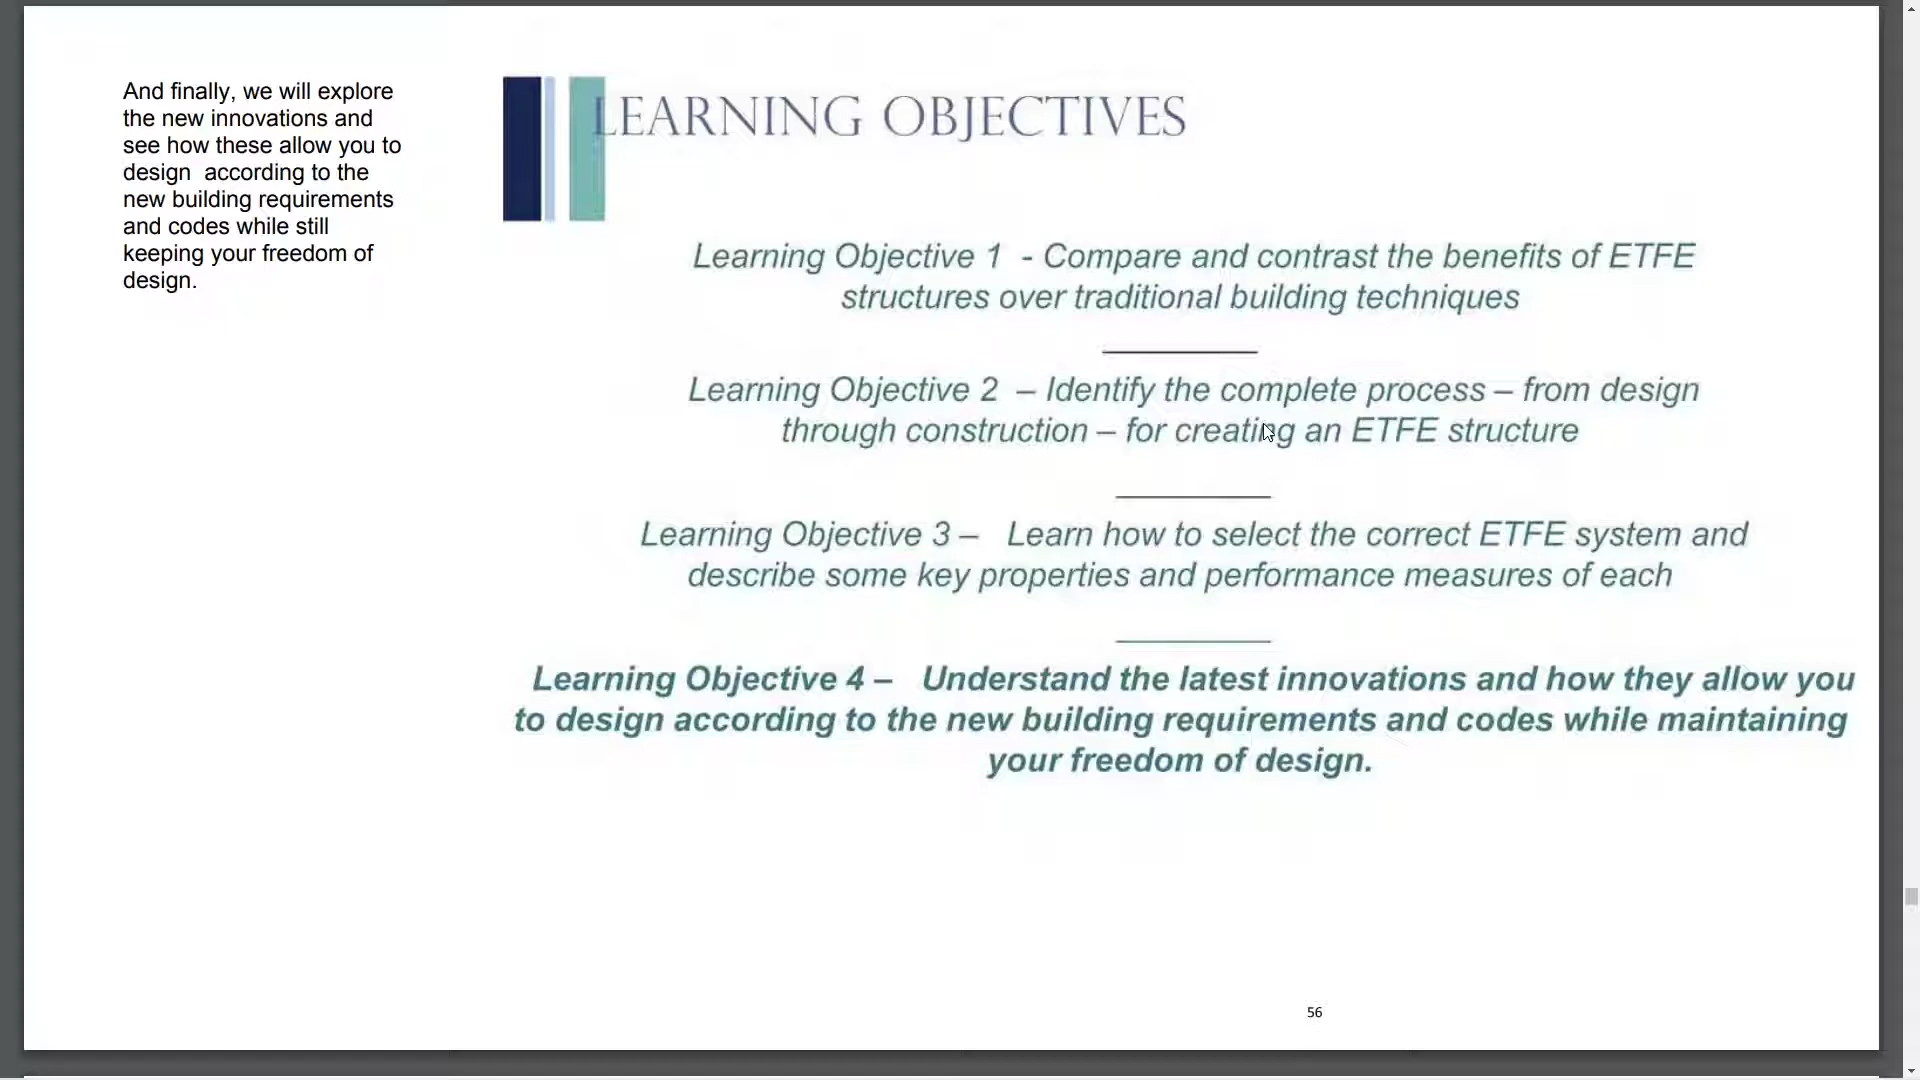 And finally, we will explore
the new innovations and
see how these allow you to
design  according to the
new building requirements
and codes while still
keeping your freedom of
design.
LEARNING OBJECTIVES
Learning Objective 1  - Compare and contrast the benefits of ETFE
structures over traditional building techniques
Learning Objective 2  – Identify the complete process – from design
through construction – for creating an ETFE structure
Learning Objective 3 –   Learn how to select the correct ETFE system and
describe some key properties and performance measures of each
Learning Objective 4 –   Understand the latest innovations and how they allow you
to design according to the new building requirements and codes while maintaining
your freedom of design.
56